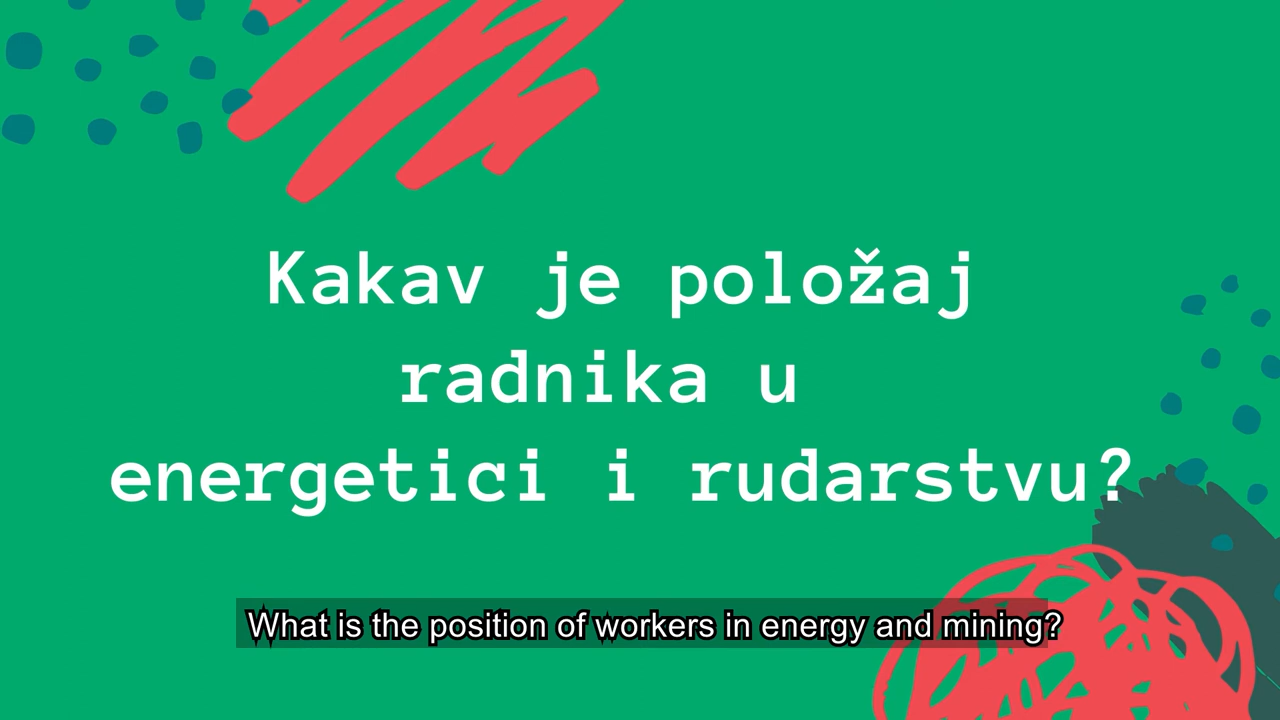 Kakav je položaj
radnika u
energetici i rudarstvu?
What is the position of workers in energy and mining?